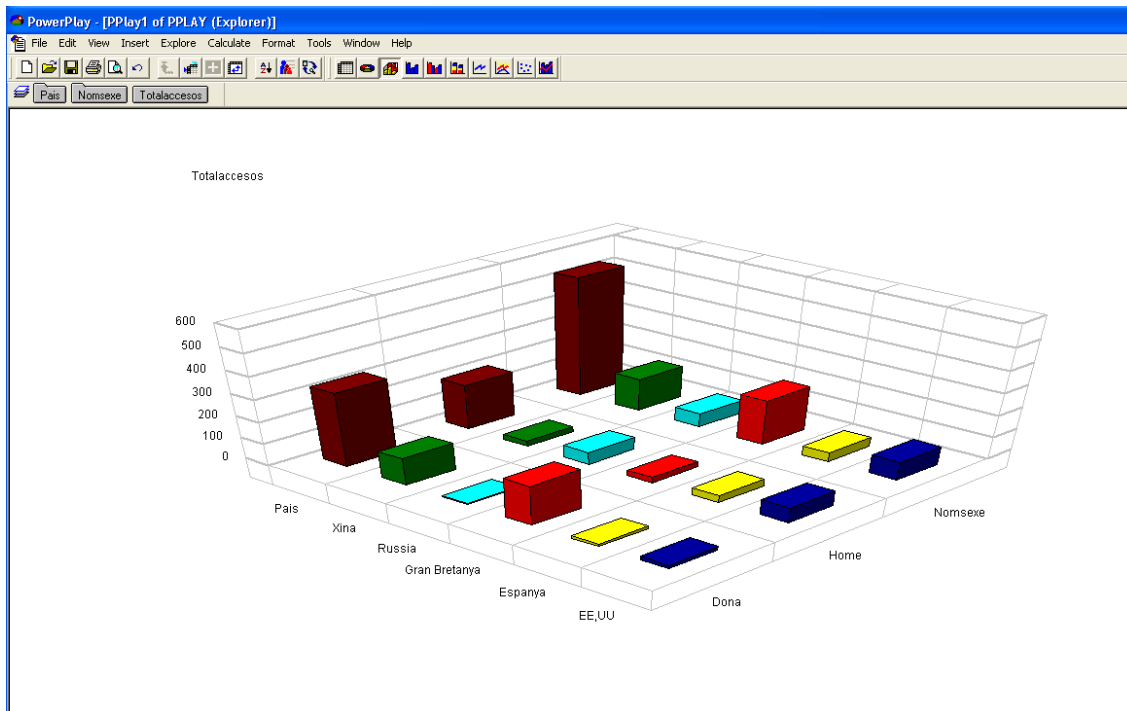 PowerPlay - [PPlay1 of PPLAY (Explorer)]
File Edit View Insert Explore Calculate Format Tools Window Help
Pais Nomsexe Totalaccesos
Totalaccesos
600
500
400
300
200
100
0
Pais
Xina
Russia
Gran Bretanya
Espanya
EE,UU
Dona
Home
Nomsexe